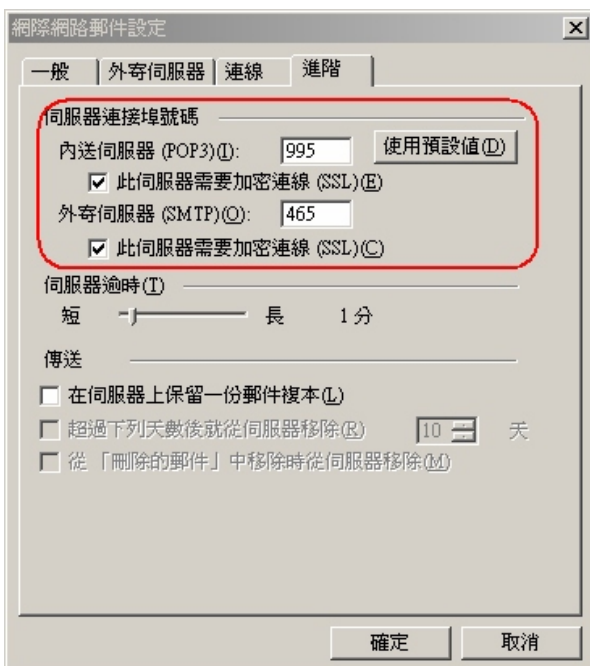 網際網路郵件設定
一般 外寄伺服器 連線 進階
伺服器連接埠號碼
內送伺服器 (POP3)(I): 995 使用預設值(D)
此伺服器需要加密連線 (SSL)(E)
外寄伺服器 (SMTP)(O): 465
此伺服器需要加密連線 (SSL)(C)
伺服器逾時(T)
短 長 1分
傳送
在伺服器上保留一份郵件複本(L)
超過下列天數後就從伺服器移除(R) 10 天
從「刪除的郵件」中移除時從伺服器移除(M)
確定 取消